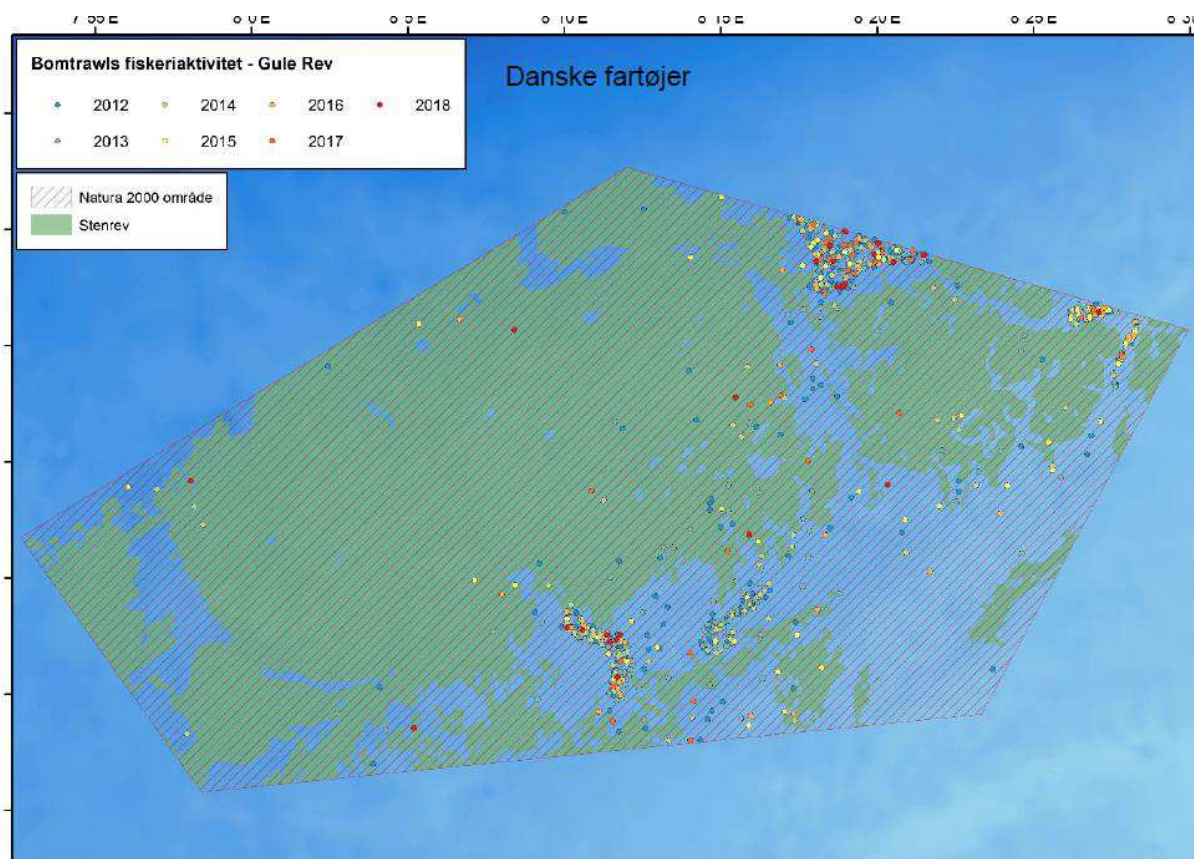 Bomtrawls fiskeriaktivitet - Gule Rev
Danske fartøjer
2012 2014 2016 2018
2013 2015 2017
Natura 2000 område
Stenrev